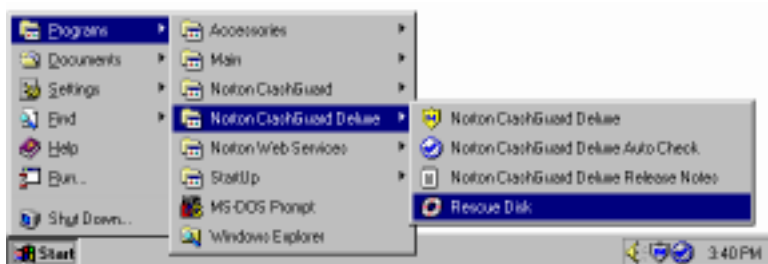 Programs
Documents
Settings
Find
Help
Run...
Shut Down...
Start
Accessories
Main
Norton CrashGuard
Norton CrashGuard Deluxe
Norton Web Services
StartUp
MS-DOS Prompt
Windows Explorer
Norton CrashGuard Deluxe
Norton CrashGuard Deluxe Auto Check
Norton CrashGuard Deluxe Release Notes
Rescue Disk
3:40 PM